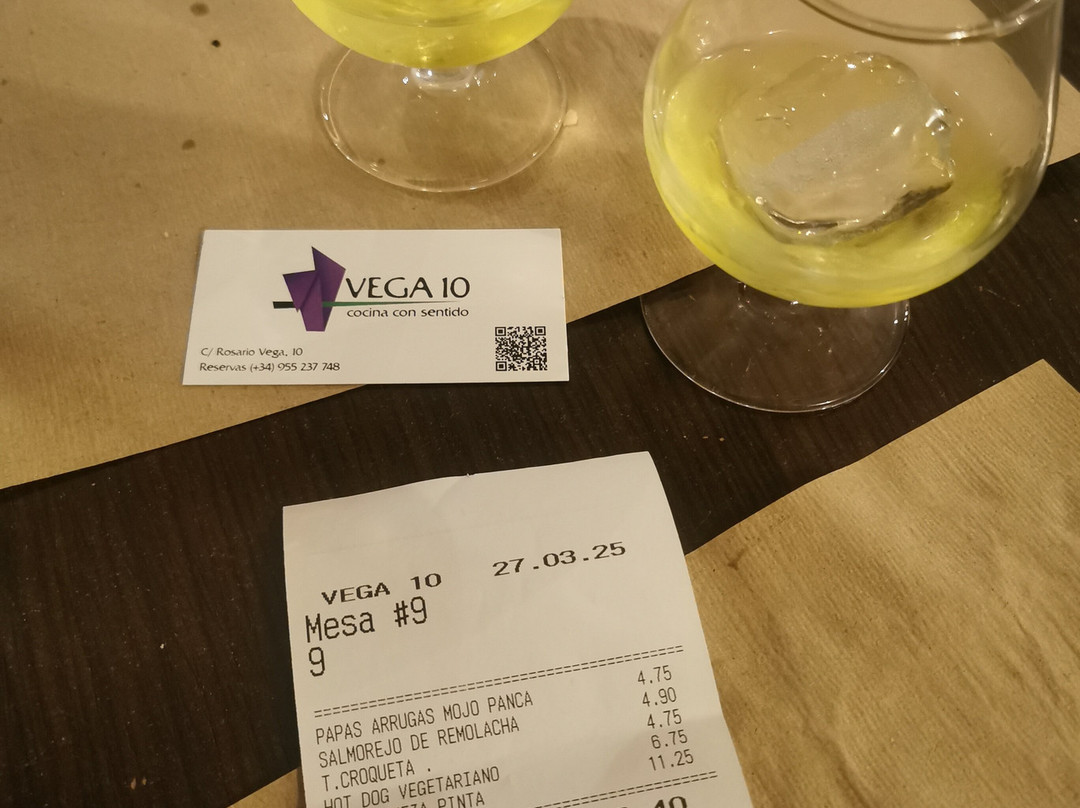 VEGA 10
cocina con sentido
C/ Rosario Vega, 10
Reservas (+34) 955 237 748
VEGA 10 27.03.25
Mesa #9
9
PAPAS ARRUGAS MOJO PANCA 4.75
SALMOREJO DE REMOLACHA 4.90
T.CROQUETA . 4.75
HOT DOG VEGETARIANO 6.75
PINTA 11.25